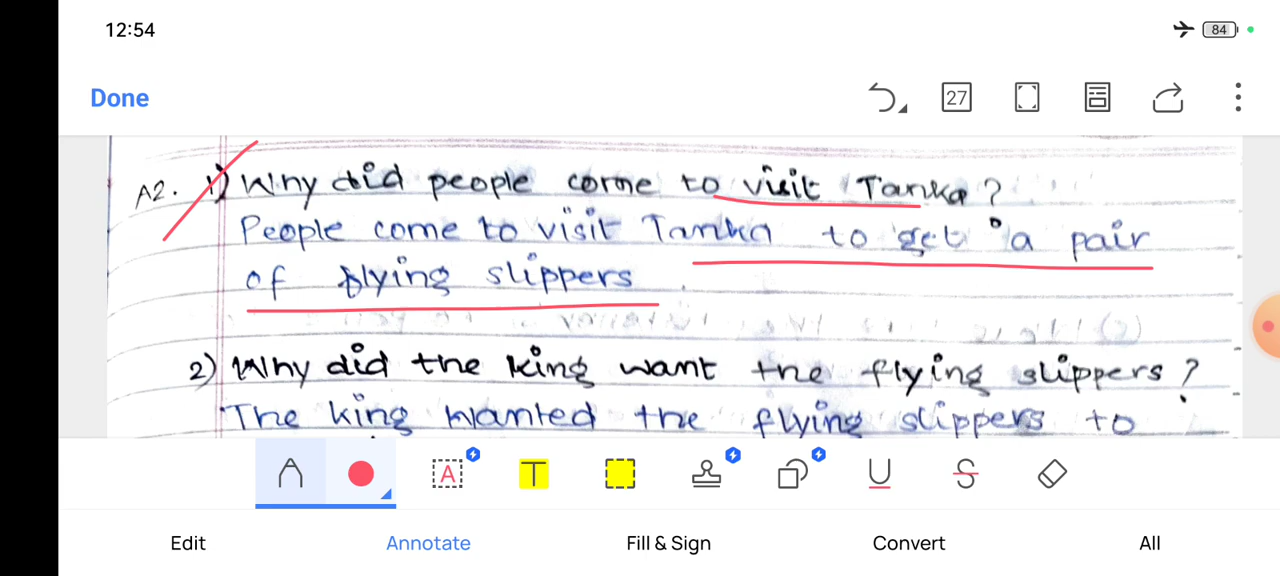 12:54
84
Done
27
A2. 1) Why did people come to visit Tanka?
People come to visit Tanka to get a pair
of flying slippers
2) Why did the king want the flying slippers?
The king wanted the flying slippers to
A
A
T
U
S
Edit
Annotate
Fill & Sign
Convert
All